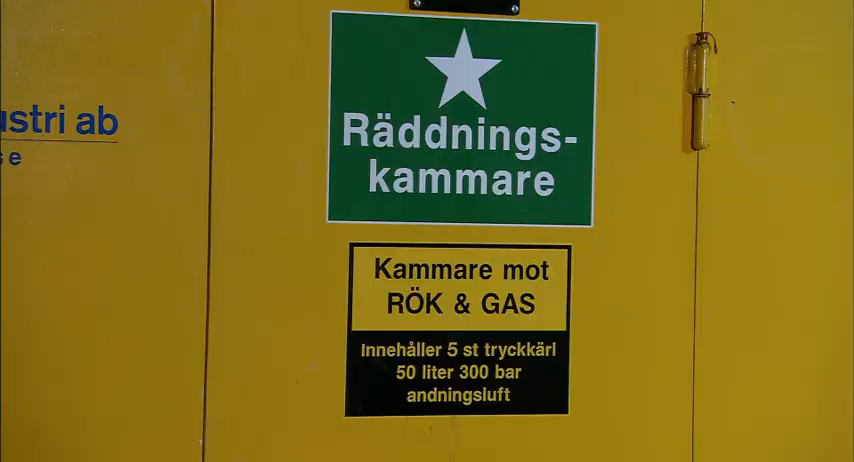 ustri ab
se
Räddnings-
kammare
Kammare mot
RÖK & GAS
Innehåller 5 st tryckkärl
50 liter 300 bar
andningsluft